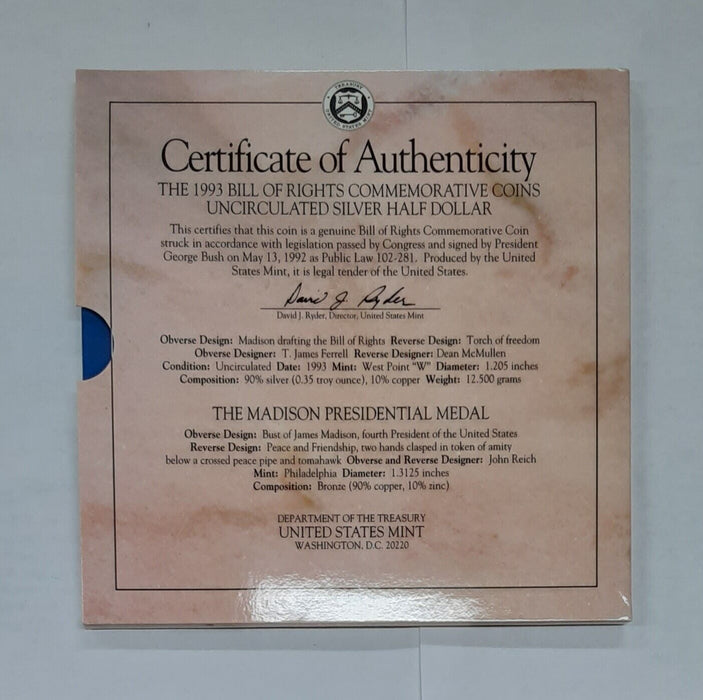 TREASURY
UNITED STATES MINT
Certificate of Authenticity
THE 1993 BILL OF RIGHTS COMMEMORATIVE COINS
UNCIRCULATED SILVER HALF DOLLAR
This certifies that this coin is a genuine Bill of Rights Commemorative Coin
struck in accordance with legislation passed by Congress and signed by President
George Bush on May 13, 1992 as Public Law 102-281. Produced by the United
States Mint, it is legal tender of the United States.
David J. Ryder
David J. Ryder, Director, United States Mint
Obverse Design: Madison drafting the Bill of Rights Reverse Design: Torch of freedom
Obverse Designer: T. James Ferrell Reverse Designer: Dean McMullen
Condition: Uncirculated Date: 1993 Mint: West Point "W" Diameter: 1.205 inches
Composition: 90% silver (0.35 troy ounce), 10% copper Weight: 12.500 grams
THE MADISON PRESIDENTIAL MEDAL
Obverse Design: Bust of James Madison, fourth President of the United States
Reverse Design: Peace and Friendship, two hands clasped in token of amity
below a crossed peace pipe and tomahawk Obverse and Reverse Designer: John Reich
Mint: Philadelphia Diameter: 1.3125 inches
Composition: Bronze (90% copper, 10% zinc)
DEPARTMENT OF THE TREASURY
UNITED STATES MINT
WASHINGTON, D.C. 20220